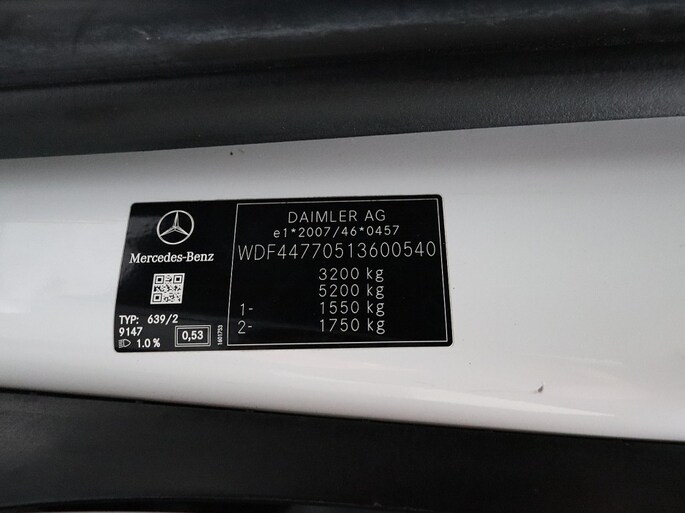 Mercedes-Benz
TYP: 639/2
9147
1.0 %
0,53
1601753
DAIMLER AG
e1*2007/46*0457
WDF44770513600540
3200 kg
5200 kg
1- 1550 kg
2- 1750 kg